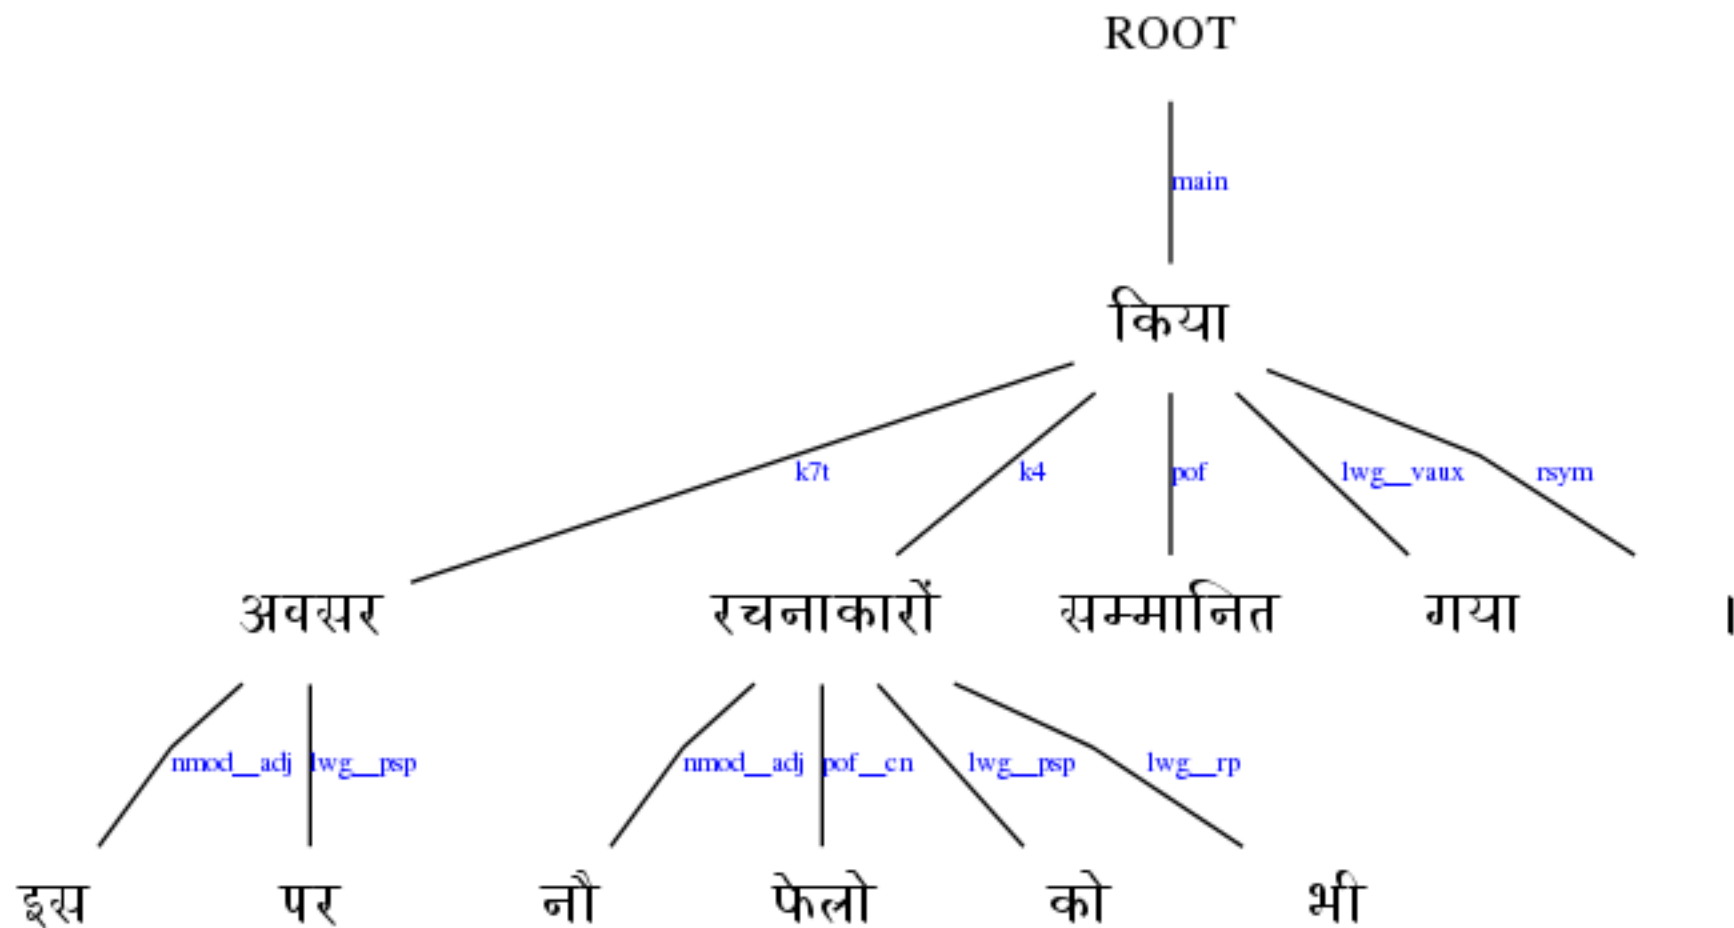 ROOT
main
किया
k7t k4 pof lwg__vaux rsym
अवसर रचनाकारों सम्मानित गया ।
nmod__adj lwg__psp nmod__adj pof__cn lwg__psp lwg__rp
इस पर नौ फेलो को भी